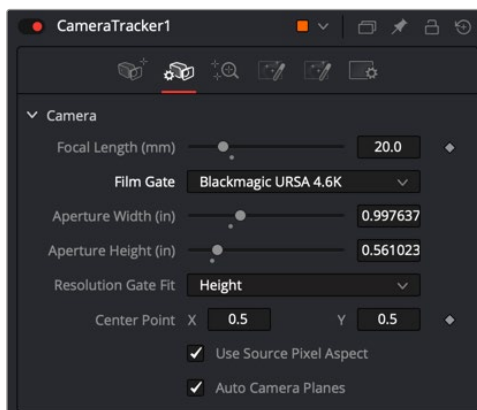 CameraTracker1
Camera
Focal Length (mm) 20.0
Film Gate Blackmagic URSA 4.6K
Aperture Width (in) 0.997637
Aperture Height (in) 0.561023
Resolution Gate Fit Height
Center Point X 0.5 Y 0.5
Use Source Pixel Aspect
Auto Camera Planes